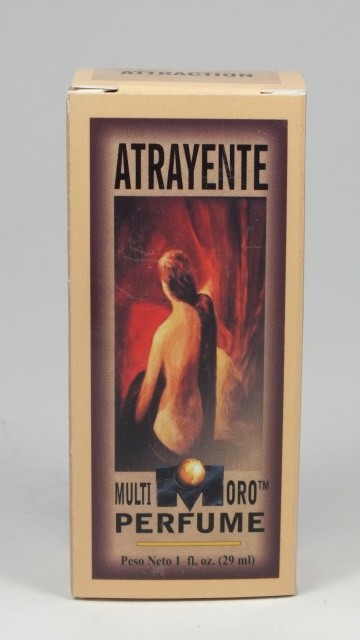 ATTRACTION
ATRAYENTE
MULTI M ORO™
PERFUME
Peso Neto 1 fl. oz. (29 ml)